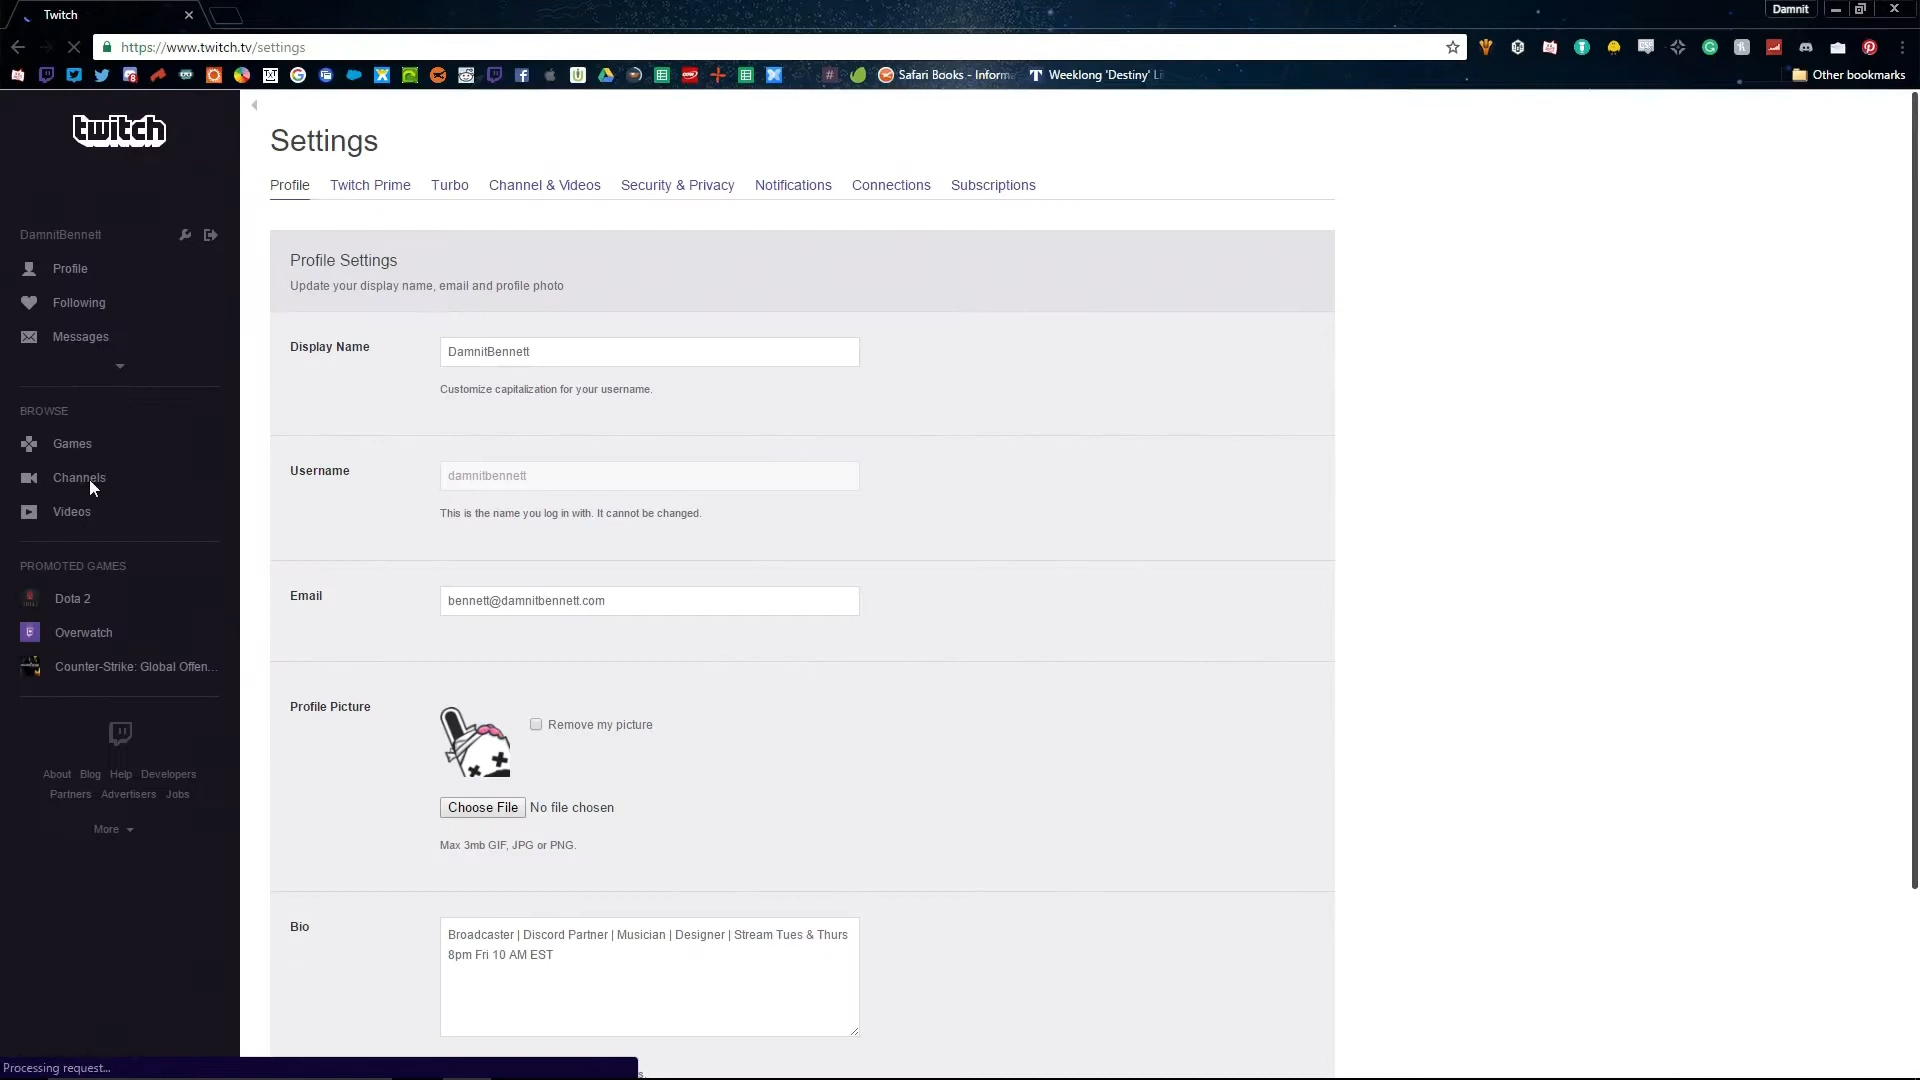 Twitch
Damnit
https://www.twitch.tv/settings
Safari Books - Inform
Weeklong 'Destiny' Li
Other bookmarks
twitch
DamnitBennett
Profile
Following
Messages
BROWSE
Games
Channels
Videos
PROMOTED GAMES
Dota 2
Overwatch
Counter-Strike: Global Offen...
About Blog Help Developers
Partners Advertisers Jobs
More
Settings
Profile Twitch Prime Turbo Channel & Videos Security & Privacy Notifications Connections Subscriptions
Profile Settings
Update your display name, email and profile photo
Display Name
DamnitBennett
Customize capitalization for your username.
Username
damnitbennett
This is the name you log in with. It cannot be changed.
Email
bennett@damnitbennett.com
Profile Picture
Remove my picture
Choose File No file chosen
Max 3mb GIF, JPG or PNG.
Bio
Broadcaster | Discord Partner | Musician | Designer | Stream Tues & Thurs
8pm Fri 10 AM EST
Processing request...